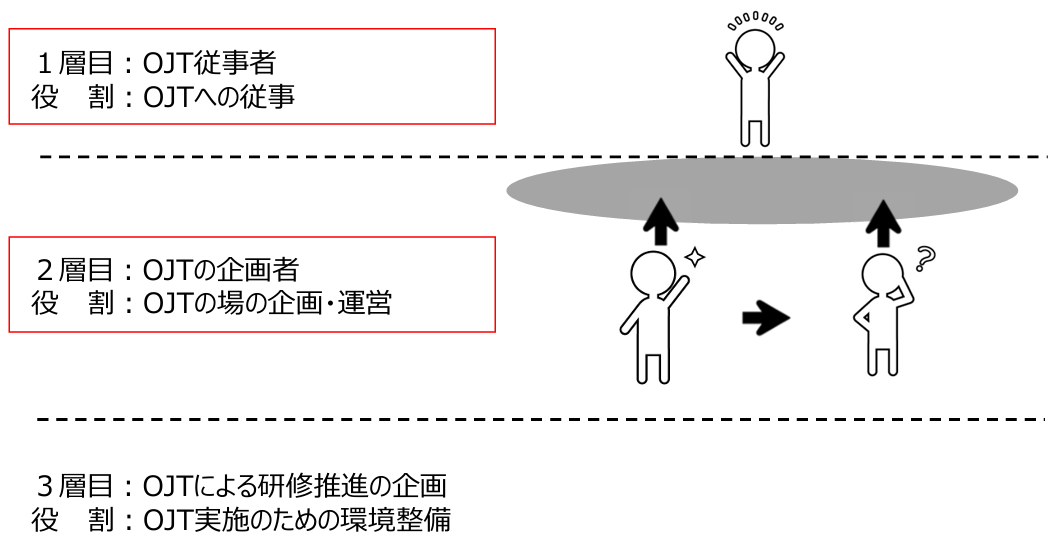 １層目：OJT従事者
役　割：OJTへの従事
２層目：OJTの企画者
役　割：OJTの場の企画・運営
?
３層目：OJTによる研修推進の企画
役　割：OJT実施のための環境整備